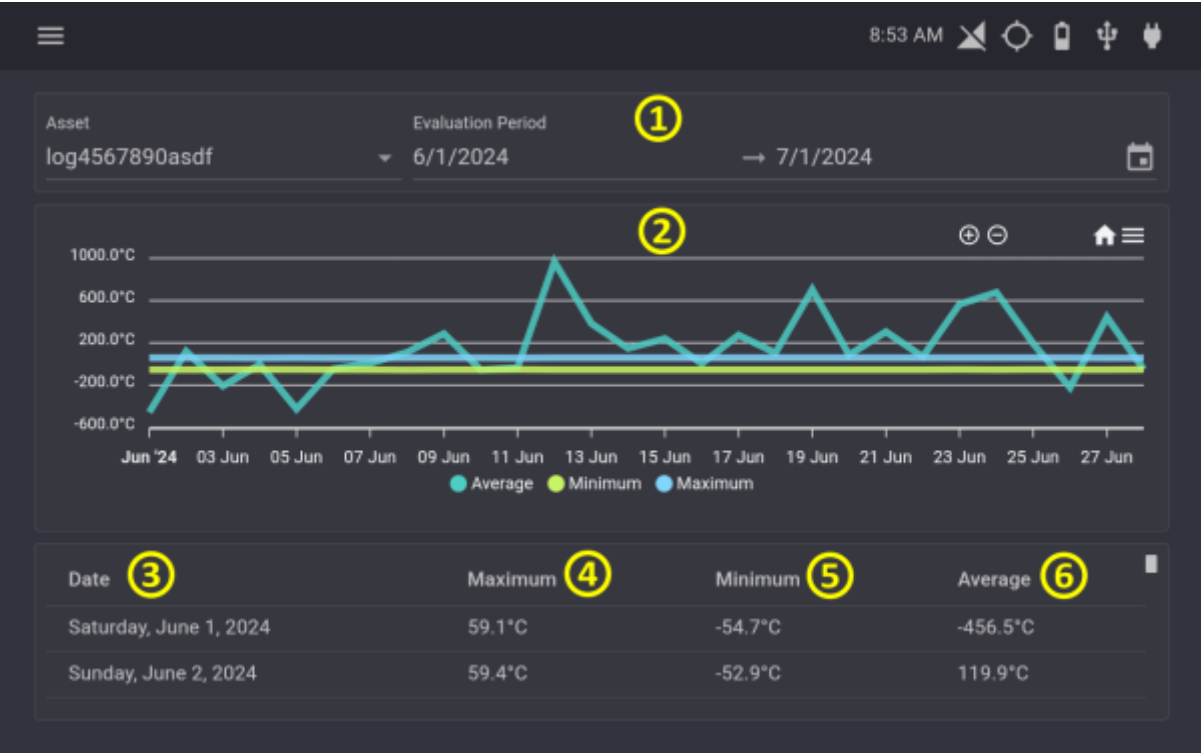 8:53 AM
1
Asset Evaluation Period
log4567890asdf 6/1/2024 → 7/1/2024
2
1000.0°C
600.0°C
200.0°C
-200.0°C
-600.0°C
Jun '24 03 Jun 05 Jun 07 Jun 09 Jun 11 Jun 13 Jun 15 Jun 17 Jun 19 Jun 21 Jun 23 Jun 25 Jun 27 Jun
Average Minimum Maximum
Date 3 Maximum 4 Minimum 5 Average 6
Saturday, June 1, 2024 59.1°C -54.7°C -456.5°C
Sunday, June 2, 2024 59.4°C -52.9°C 119.9°C